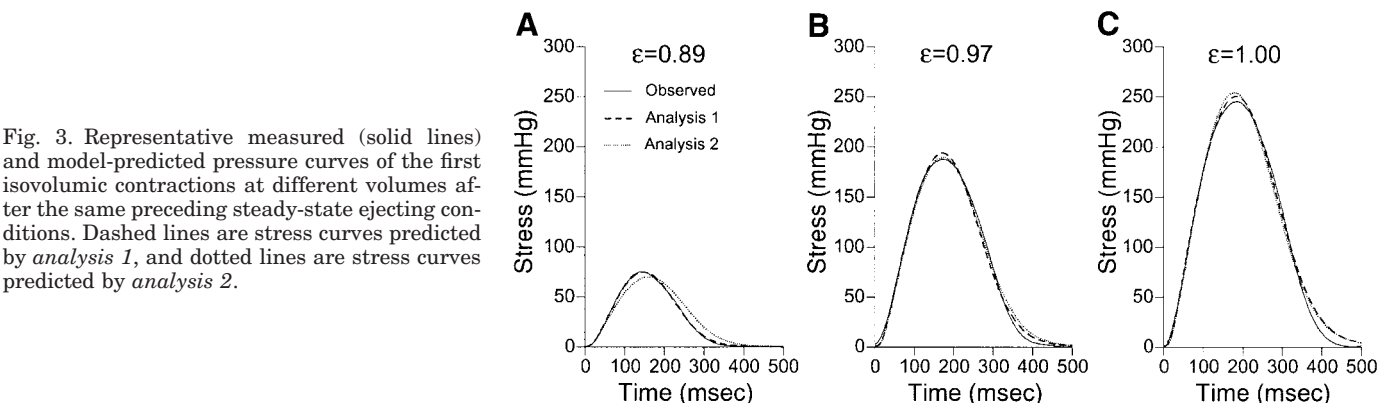 Fig. 3. Representative measured (solid lines)
and model-predicted pressure curves of the first
isovolumic contractions at different volumes af-
ter the same preceding steady-state ejecting con-
ditions. Dashed lines are stress curves predicted
by analysis 1, and dotted lines are stress curves
predicted by analysis 2.
A
ε=0.89
Observed
Analysis 1
Analysis 2
Stress (mmHg)
300
250
200
150
100
50
0
0 100 200 300 400 500
Time (msec)
B
ε=0.97
Stress (mmHg)
300
250
200
150
100
50
0
0 100 200 300 400 500
Time (msec)
C
ε=1.00
Stress (mmHg)
300
250
200
150
100
50
0
0 100 200 300 400 500
Time (msec)